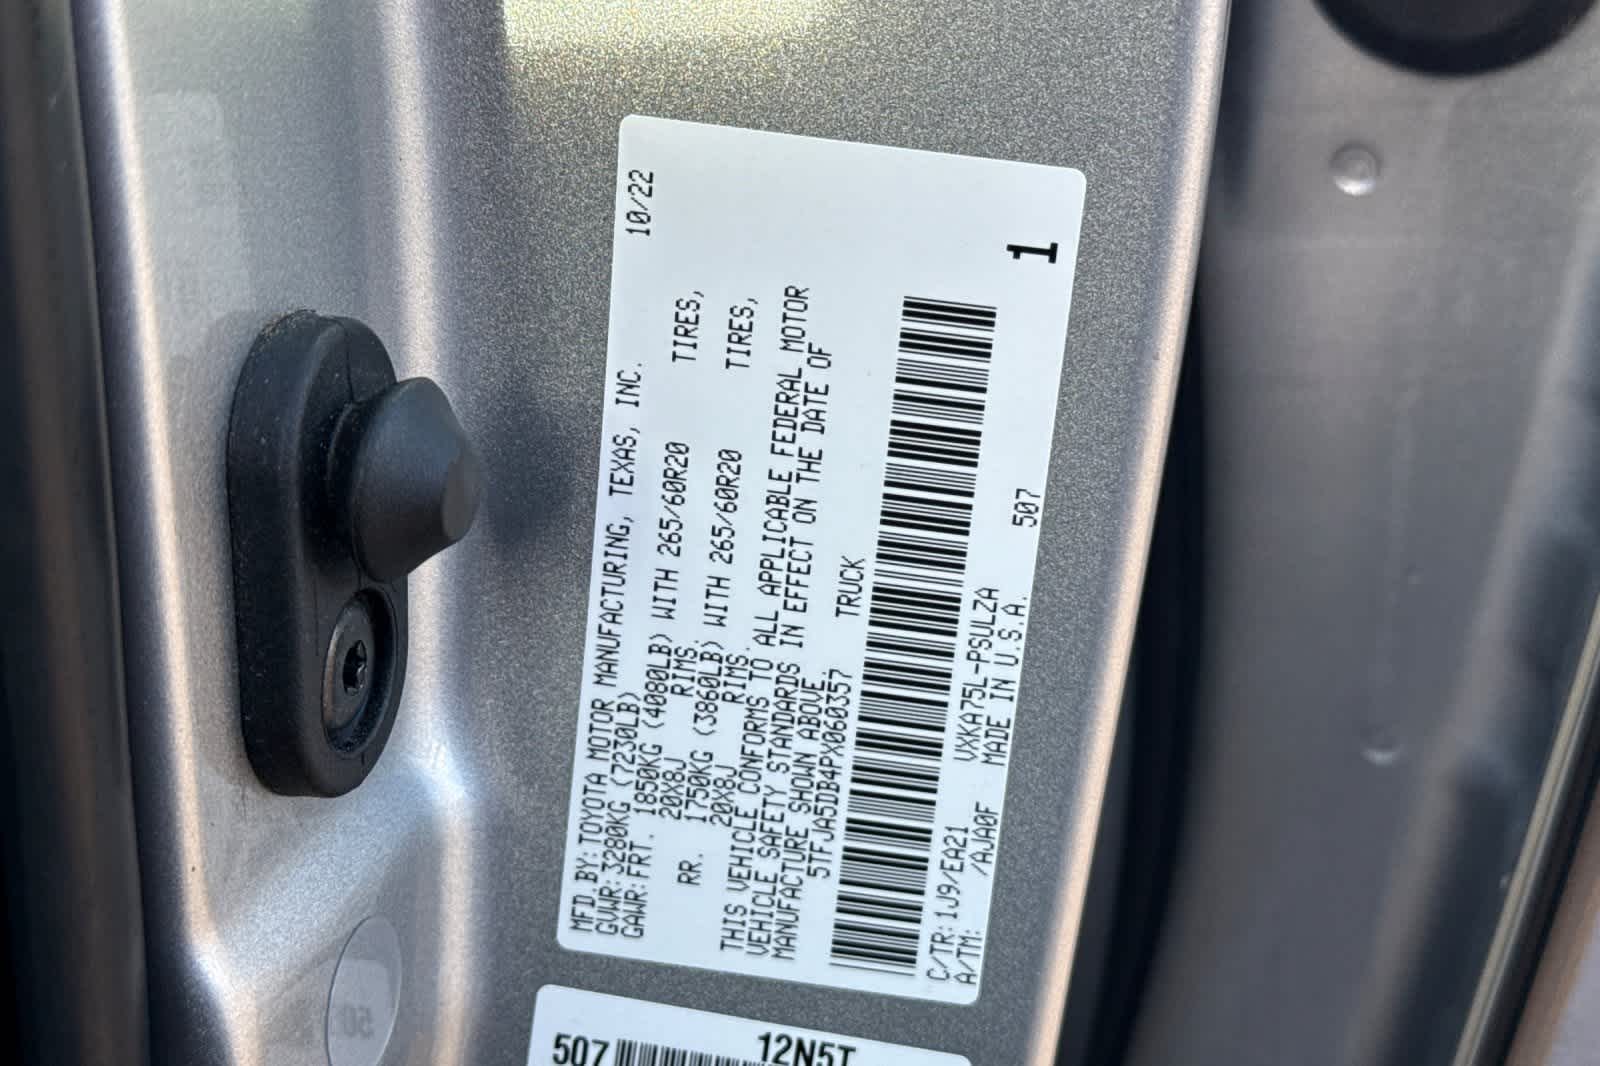 MFD.BY:TOYOTA MOTOR MANUFACTURING, TEXAS, INC. 10/22
GVWR:3280KG (7230LB)
GAWR:FRT. 1850KG (4080LB) WITH 265/60R20 TIRES,
20X8J RIMS.
RR. 1750KG (3860LB) WITH 265/60R20 TIRES,
20X8J RIMS.
THIS VEHICLE CONFORMS TO ALL APPLICABLE FEDERAL MOTOR
VEHICLE SAFETY STANDARDS IN EFFECT ON THE DATE OF
MANUFACTURE SHOWN ABOVE.
5TFJA5DB4PX060357 TRUCK
C/TR:1J9/EA21 VXKA75L-PSULZA
A/TM: /AJA0F MADE IN U.S.A. 507
1
507 12N5T
50